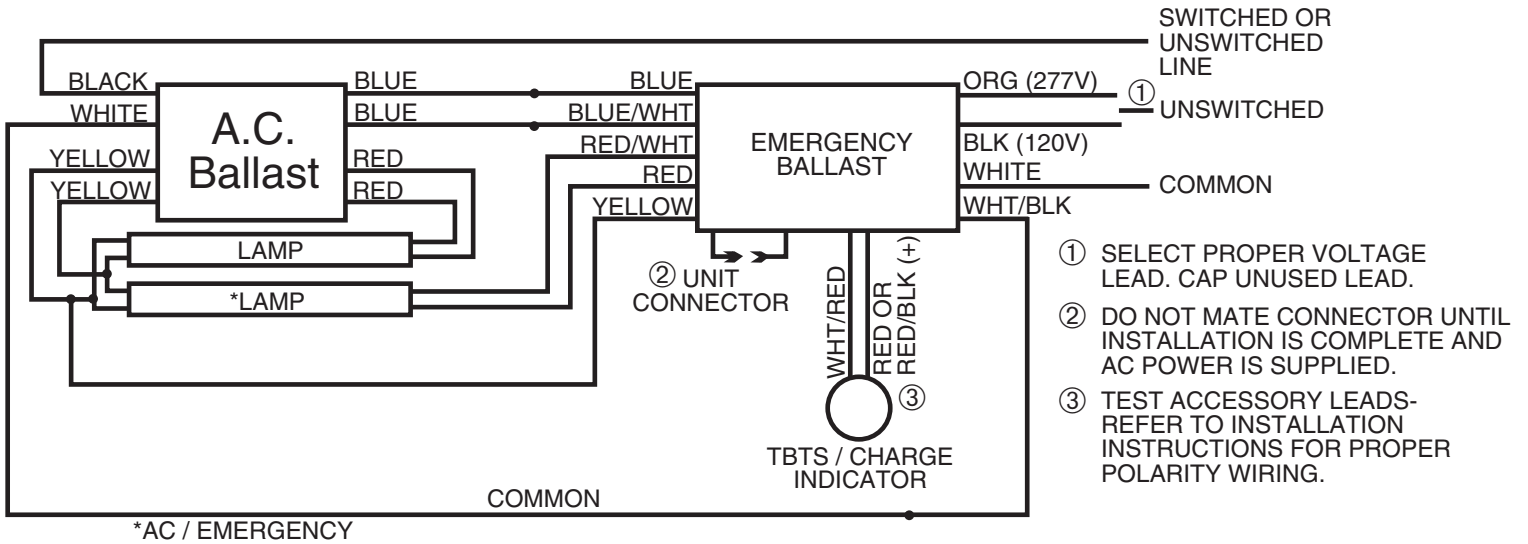 SWITCHED OR
UNSWITCHED
LINE
BLACK
WHITE
YELLOW
YELLOW
A.C.
Ballast
BLUE
BLUE
RED
RED
BLUE
BLUE/WHT
RED/WHT
RED
YELLOW
EMERGENCY
BALLAST
ORG (277V)
① UNSWITCHED
BLK (120V)
WHITE
COMMON
WHT/BLK
LAMP
*LAMP
② UNIT
CONNECTOR
WHT/RED
RED OR
RED/BLK (+)
③
TBTS / CHARGE
INDICATOR
COMMON
*AC / EMERGENCY
① SELECT PROPER VOLTAGE
LEAD. CAP UNUSED LEAD.
② DO NOT MATE CONNECTOR UNTIL
INSTALLATION IS COMPLETE AND
AC POWER IS SUPPLIED.
③ TEST ACCESSORY LEADS-
REFER TO INSTALLATION
INSTRUCTIONS FOR PROPER
POLARITY WIRING.